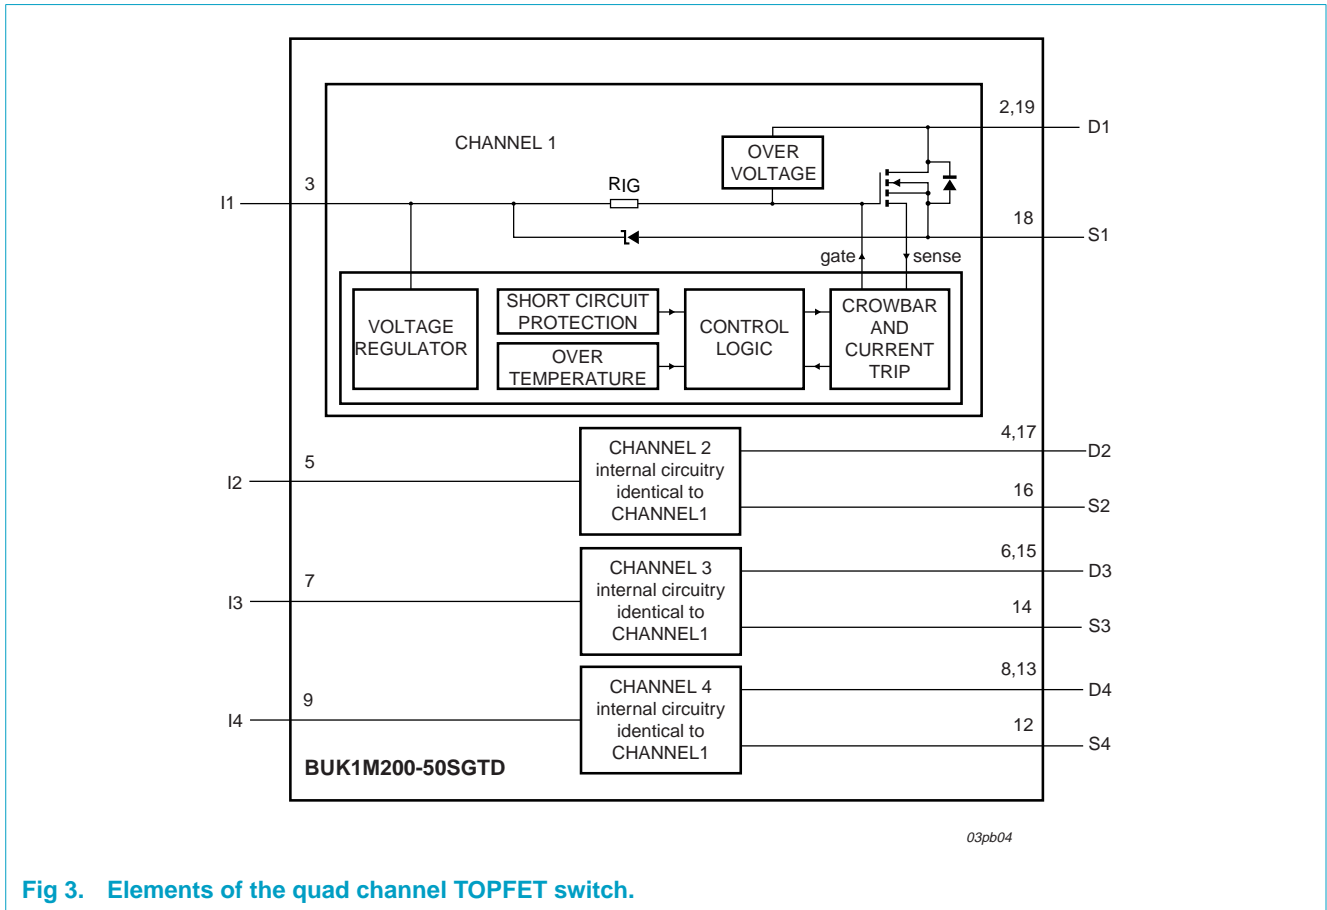 2,19
D1
CHANNEL 1
OVER
VOLTAGE
3
RIG
I1
18
S1
gate
sense
VOLTAGE
REGULATOR
SHORT CIRCUIT
PROTECTION
OVER
TEMPERATURE
CONTROL
LOGIC
CROWBAR
AND
CURRENT
TRIP
4,17
D2
5
I2
CHANNEL 2
internal circuitry
identical to
CHANNEL1
16
S2
6,15
D3
7
I3
CHANNEL 3
internal circuitry
identical to
CHANNEL1
14
S3
8,13
D4
9
I4
CHANNEL 4
internal circuitry
identical to
CHANNEL1
12
S4
BUK1M200-50SGTD
03pb04
Fig 3. Elements of the quad channel TOPFET switch.